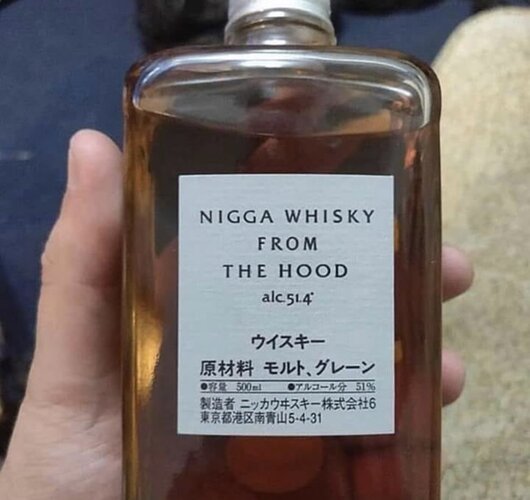 NIGGA WHISKY
FROM
THE HOOD
alc.51.4°
ウイスキー
原材料 モルト、グレーン
●容量 500ml ●アルコール分 51%
製造者 ニッカウヰスキー株式会社6
東京都港区南青山5-4-31